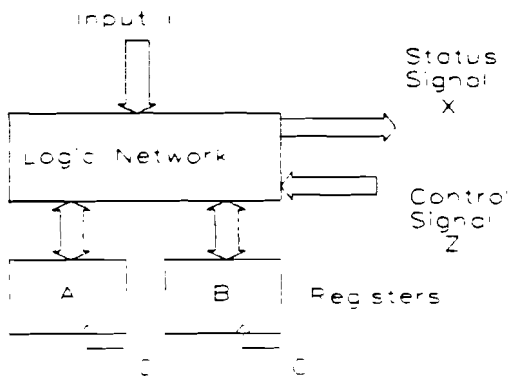 Input
Status
Signal
X
Logic Network
Control
Signal
Z
A
B
Registers